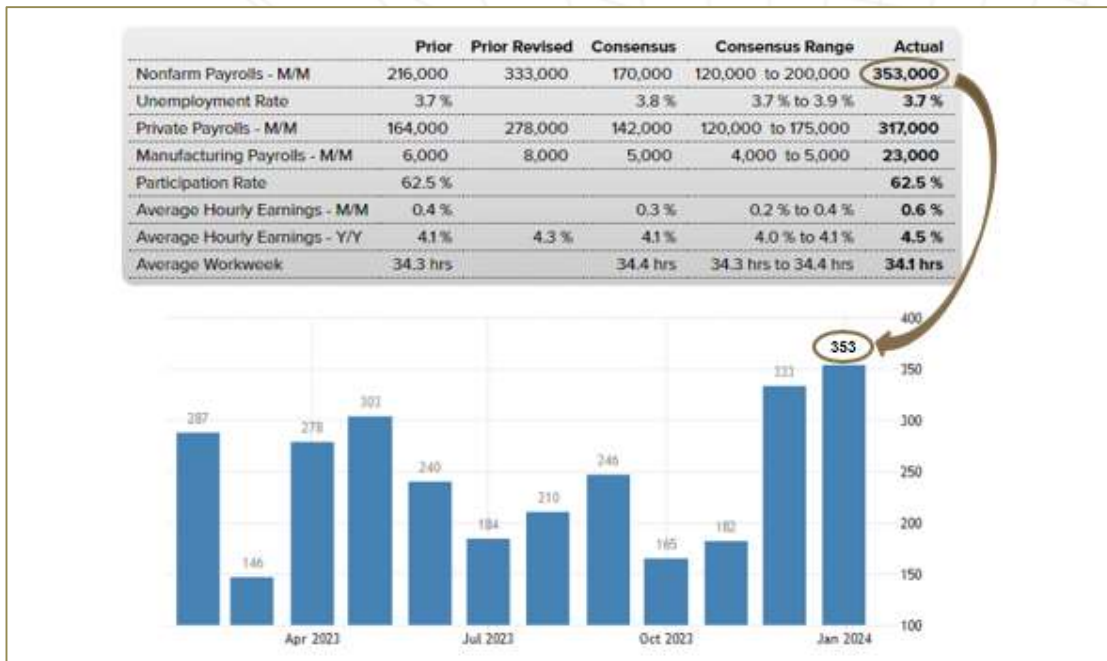 Prior Prior Revised Consensus Consensus Range Actual
Nonfarm Payrolls - M/M 216,000 333,000 170,000 120,000 to 200,000 353,000
Unemployment Rate 3.7 % 3.8 % 3.7 % to 3.9 % 3.7 %
Private Payrolls - M/M 164,000 278,000 142,000 120,000 to 175,000 317,000
Manufacturing Payrolls - M/M 6,000 8,000 5,000 4,000 to 5,000 23,000
Participation Rate 62.5 % 62.5 %
Average Hourly Earnings - M/M 0.4 % 0.3 % 0.2 % to 0.4 % 0.6 %
Average Hourly Earnings - Y/Y 4.1 % 4.3 % 4.1 % 4.0 % to 4.1 % 4.5 %
Average Workweek 34.3 hrs 34.4 hrs 34.3 hrs to 34.4 hrs 34.1 hrs
400
353
333
350
303
287
300
278
246
240
250
210
184
182
200
165
146
150
100
Apr 2023 Jul 2023 Oct 2023 Jan 2024